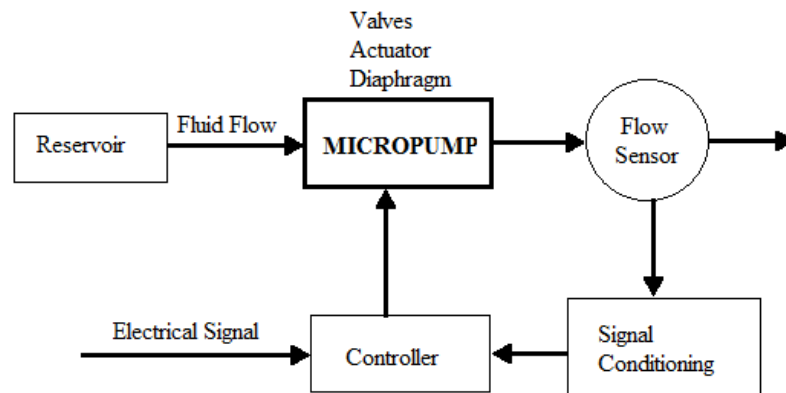 Valves
Actuator
Diaphragm
Reservoir
Fluid Flow
MICROPUMP
Flow
Sensor
Electrical Signal
Controller
Signal
Conditioning